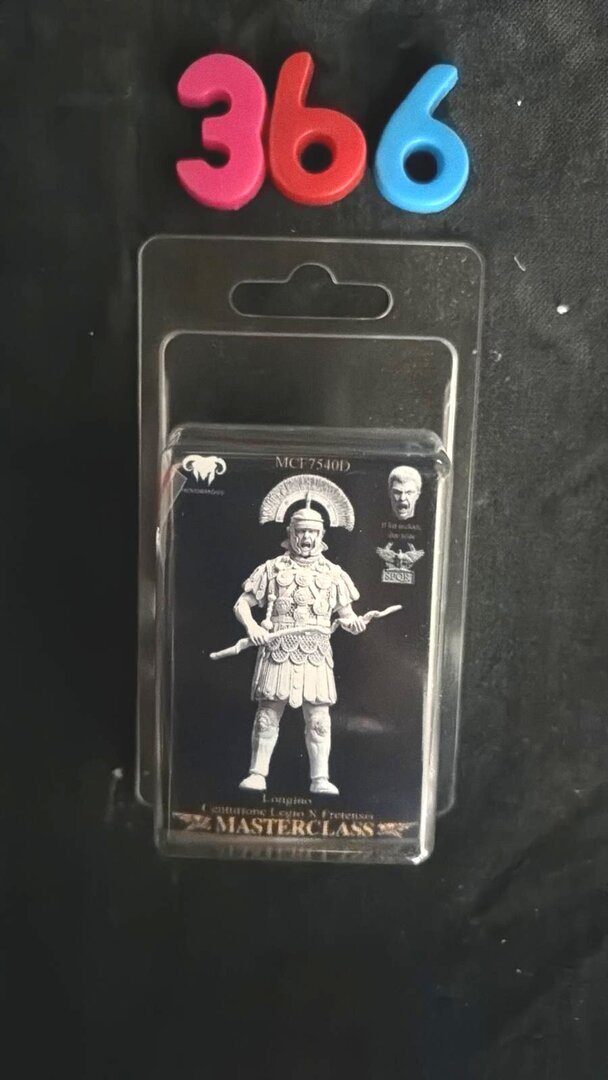 366
MCF7540D
SPQR
Longino
Centurione Legio X Fretensis
MASTERCLASS